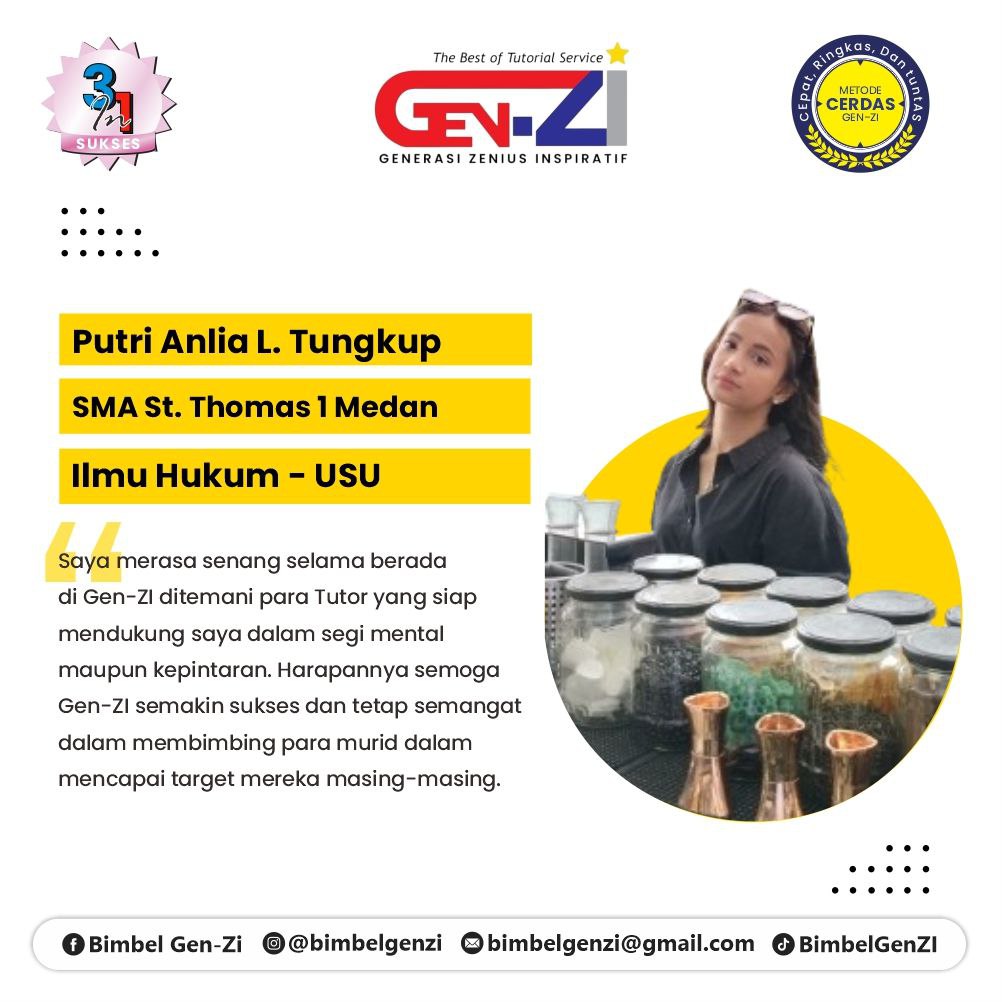 3 in 1
SUKSES
The Best of Tutorial Service
GEN-ZI
GENERASI ZENIUS INSPIRATIF
CEpat, Ringkas, Dan tuntAS
METODE
CERDAS
GEN-ZI
Putri Anlia L. Tungkup
SMA St. Thomas 1 Medan
Ilmu Hukum - USU
“
Saya merasa senang selama berada
di Gen-ZI ditemani para Tutor yang siap
mendukung saya dalam segi mental
maupun kepintaran. Harapannya semoga
Gen-ZI semakin sukses dan tetap semangat
dalam membimbing para murid dalam
mencapai target mereka masing-masing.
Bimbel Gen-Zi @bimbelgenzi bimbelgenzi@gmail.com BimbelGenZI